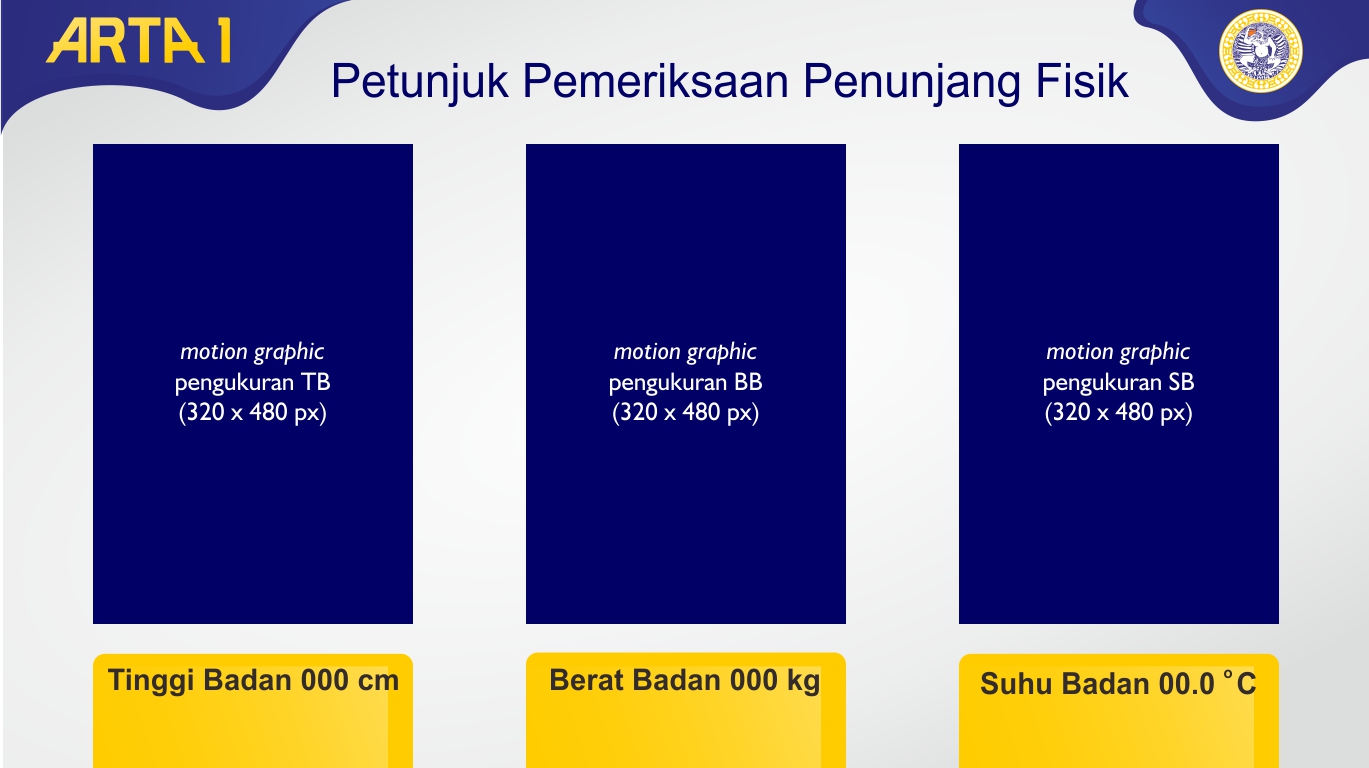 ARTA 1
Petunjuk Pemeriksaan Penunjang Fisik
motion graphic
pengukuran TB
(320 x 480 px)
motion graphic
pengukuran BB
(320 x 480 px)
motion graphic
pengukuran SB
(320 x 480 px)
Tinggi Badan 000 cm
Berat Badan 000 kg
Suhu Badan 00.0 °C